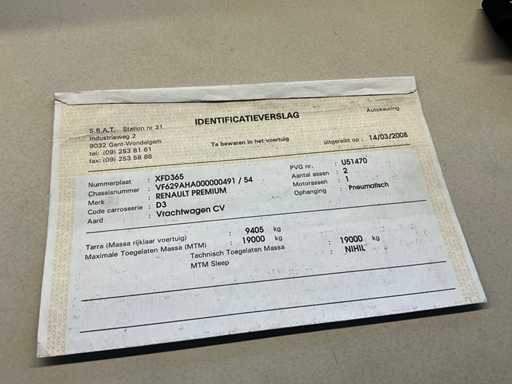 IDENTIFICATIEVERSLAG
Autokeuring
S.B.A.T. Station nr 31
Industrieweg 2
9032 Gent-Wondelgem
tel: (09) 253 81 61
fax: (09) 253 58 88
Te bewaren in het voertuig
uitgereikt op : 14/03/2008
Nummerplaat : XFD365
Chassisnummer : VF629AHA000000491 / 54
Merk : RENAULT PREMIUM
Code carrosserie : D3
Aard : Vrachtwagen CV
PVG nr. : U51470
Aantal assen : 2
Motorassen : 1
Ophanging : Pneumatisch
Tarra (Massa rijklaar voertuig) : 9405 kg
Maximale Toegelaten Massa (MTM) : 19000 kg
Technisch Toegelaten Massa : 19000 kg
MTM Sleep : NIHIL kg